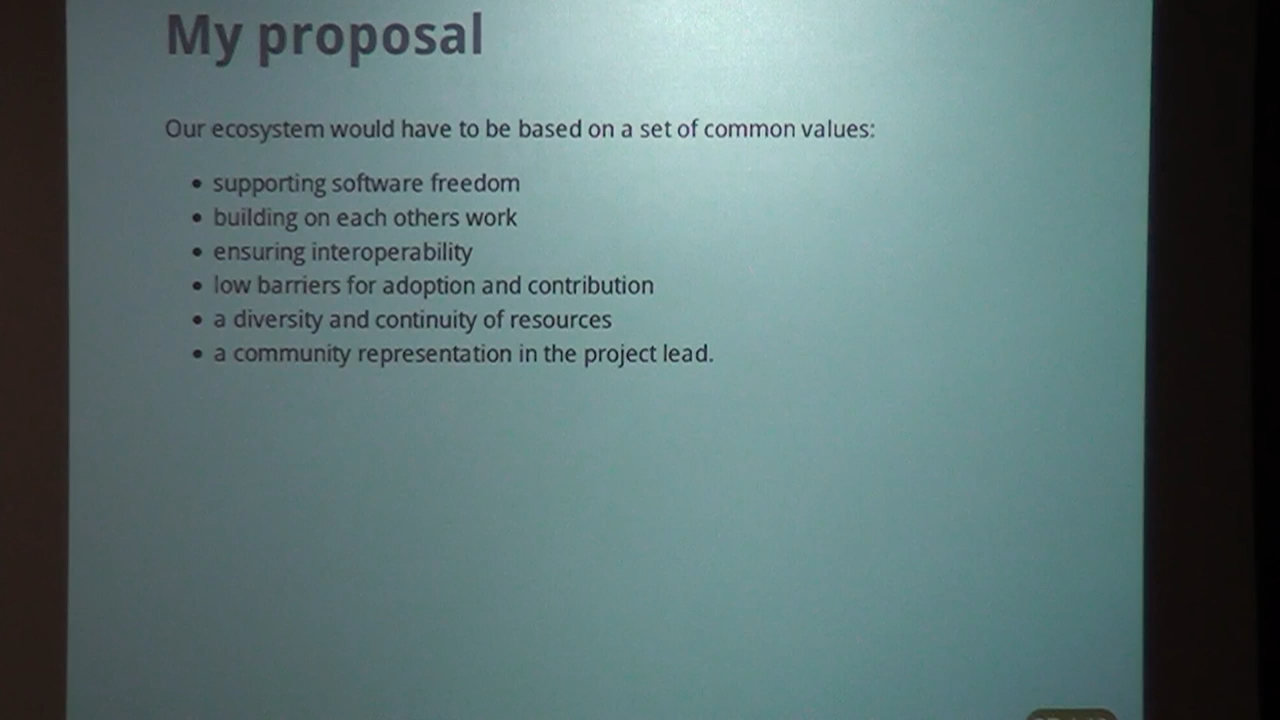 My proposal
Our ecosystem would have to be based on a set of common values:
• supporting software freedom
• building on each others work
• ensuring interoperability
• low barriers for adoption and contribution
• a diversity and continuity of resources
• a community representation in the project lead.